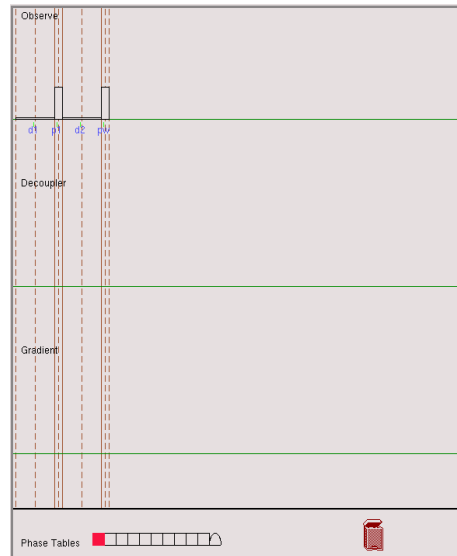 Observe
d1 p1 d2 pw
Decoupler
Gradient
Phase Tables